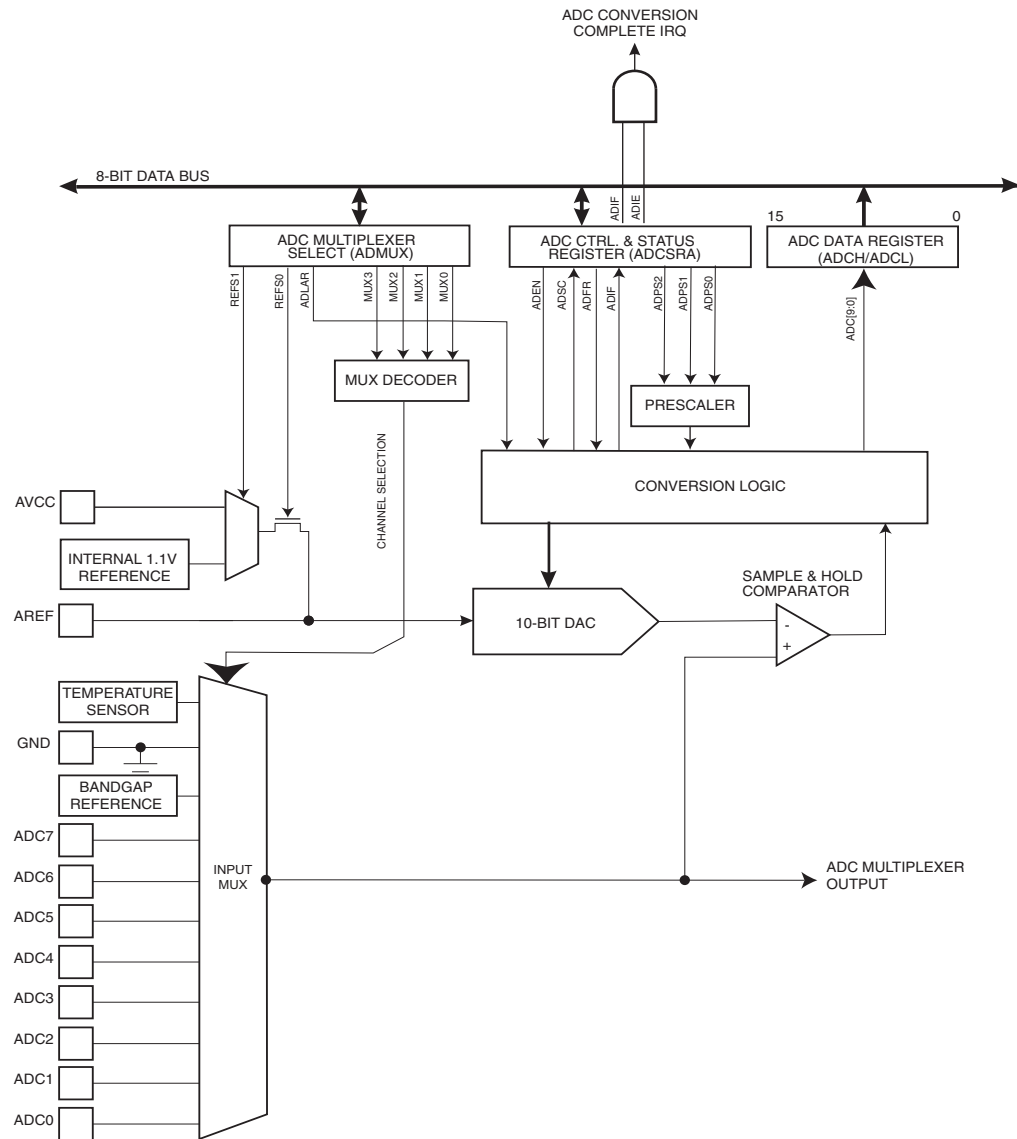 ADC CONVERSION
COMPLETE IRQ
8-BIT DATA BUS
ADIF
ADIE
15
0
ADC MULTIPLEXER
SELECT (ADMUX)
ADC CTRL. & STATUS
REGISTER (ADCSRA)
ADC DATA REGISTER
(ADCH/ADCL)
REFS1
REFS0
ADLAR
MUX3
MUX2
MUX1
MUX0
ADEN
ADSC
ADFR
ADIF
ADPS2
ADPS1
ADPS0
ADC[9:0]
MUX DECODER
PRESCALER
CHANNEL SELECTION
CONVERSION LOGIC
AVCC
INTERNAL 1.1V
REFERENCE
SAMPLE & HOLD
COMPARATOR
AREF
10-BIT DAC
-
+
TEMPERATURE
SENSOR
GND
BANDGAP
REFERENCE
ADC7
INPUT
MUX
ADC MULTIPLEXER
OUTPUT
ADC6
ADC5
ADC4
ADC3
ADC2
ADC1
ADC0